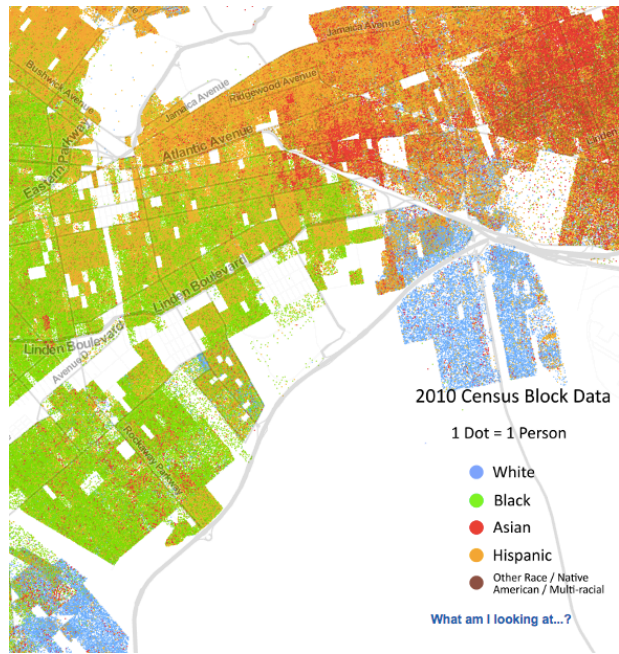 Jamaica Avenue
Bushwick Avenue
Ridgewood Avenue
Jamaica Avenue
Atlantic Avenue
Eastern Parkway
Linden
Linden Boulevard
Linden Boulevard
Avenue D
Rockaway Parkway
2010 Census Block Data
1 Dot = 1 Person
White
Black
Asian
Hispanic
Other Race / Native
American / Multi-racial
What am I looking at...?